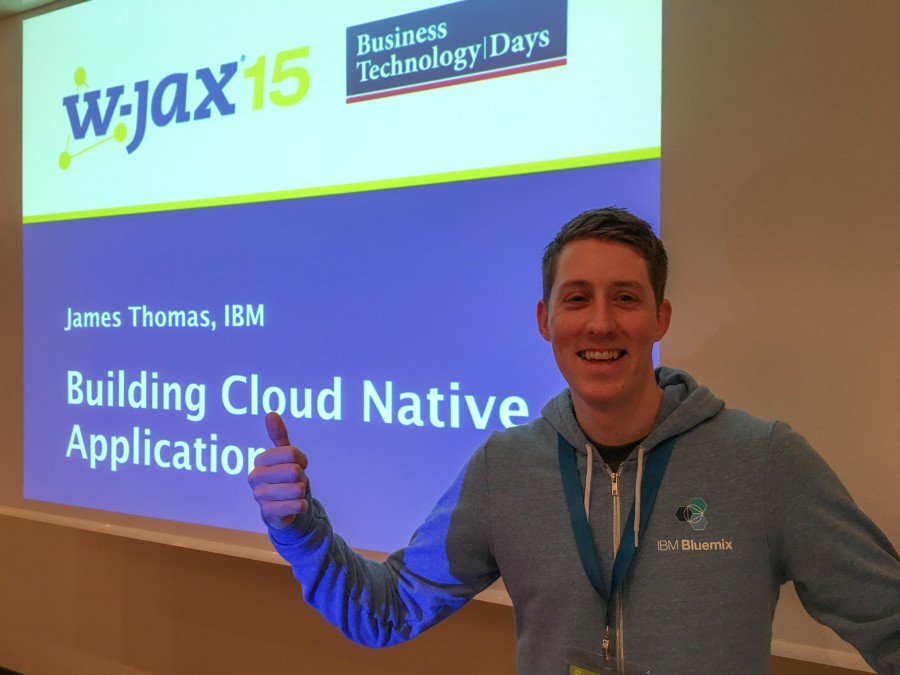 w-jax 15
Business
Technology|Days
James Thomas, IBM
Building Cloud Native
Application
IBM Bluemix